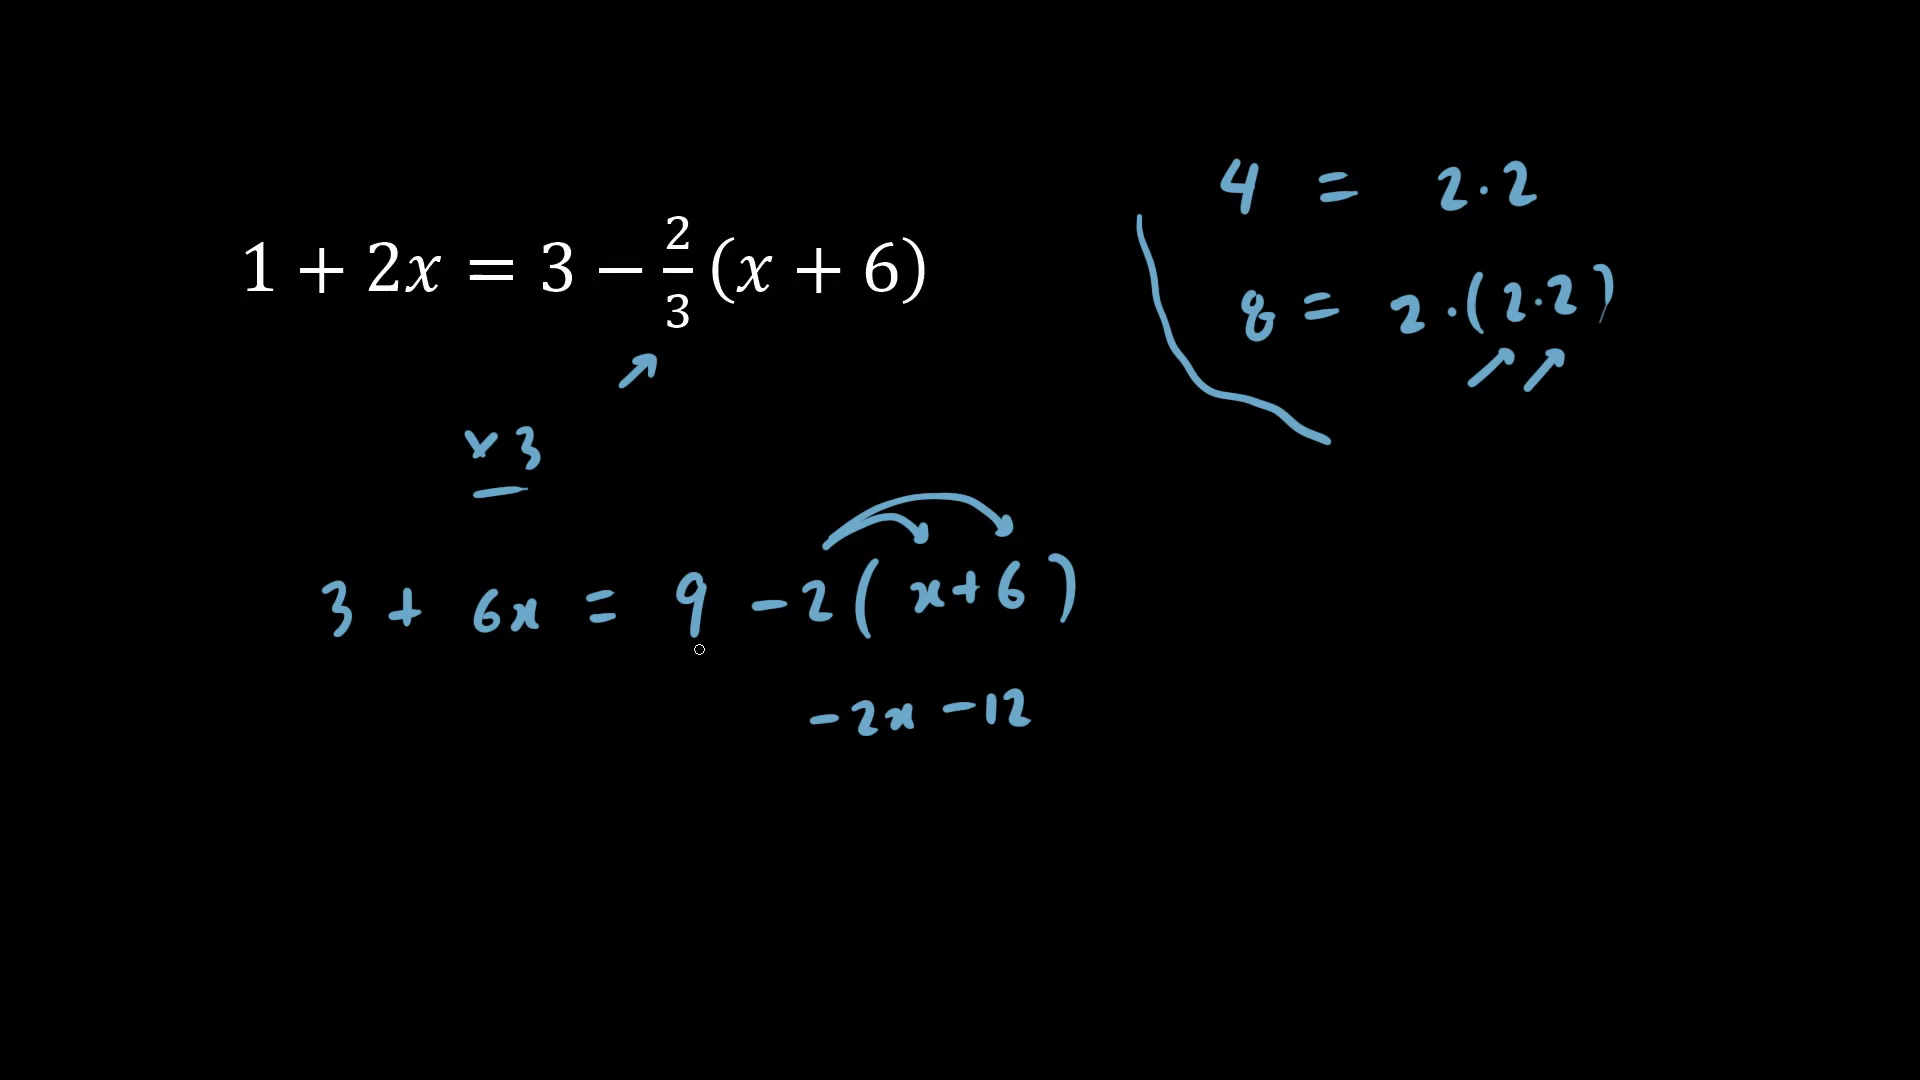 1 + 2x = 3 − 2/3 (x + 6)
×3
3 + 6x = 9 − 2(x+6)
−2x −12
4 = 2·2
8 = 2·(2·2)